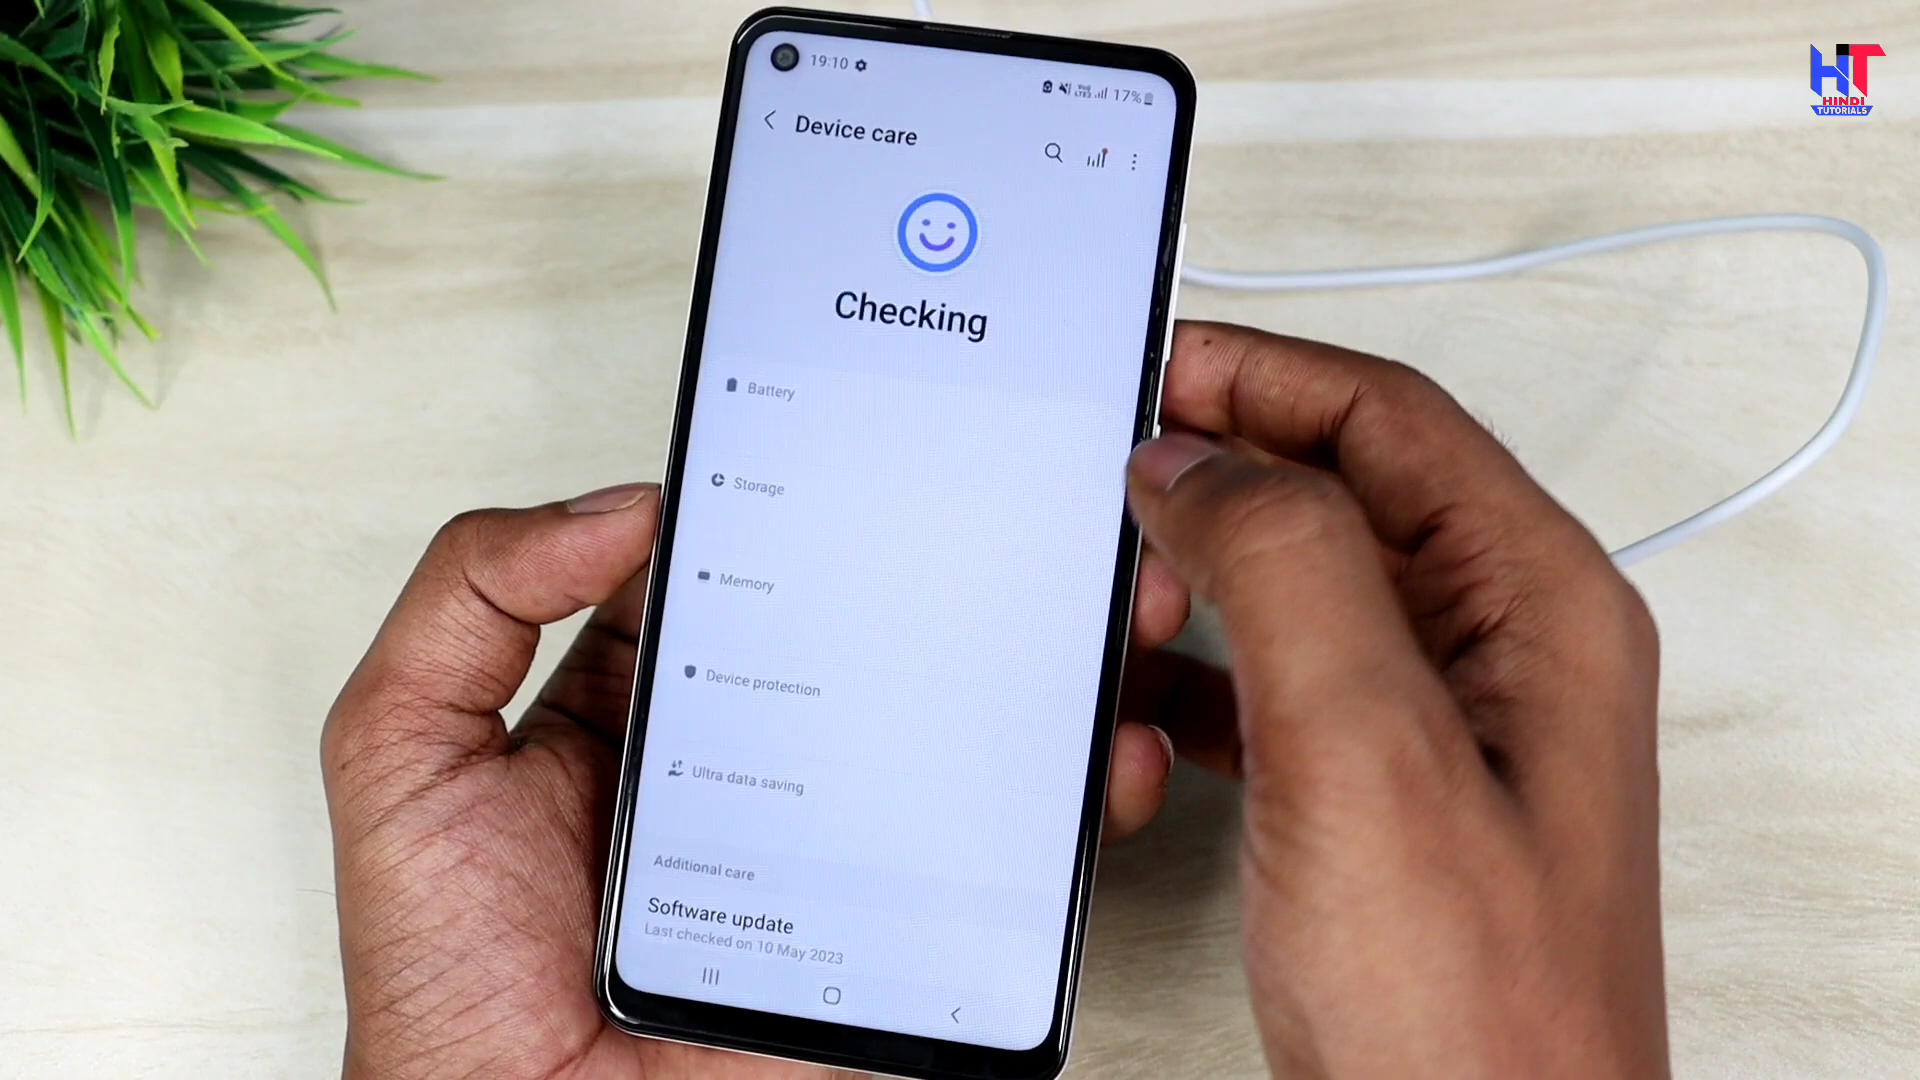 19:10
17%
Device care
Checking
Battery
Storage
Memory
Device protection
Ultra data saving
Additional care
Software update
Last checked on 10 May 2023
HT
HINDI
TUTORIALS